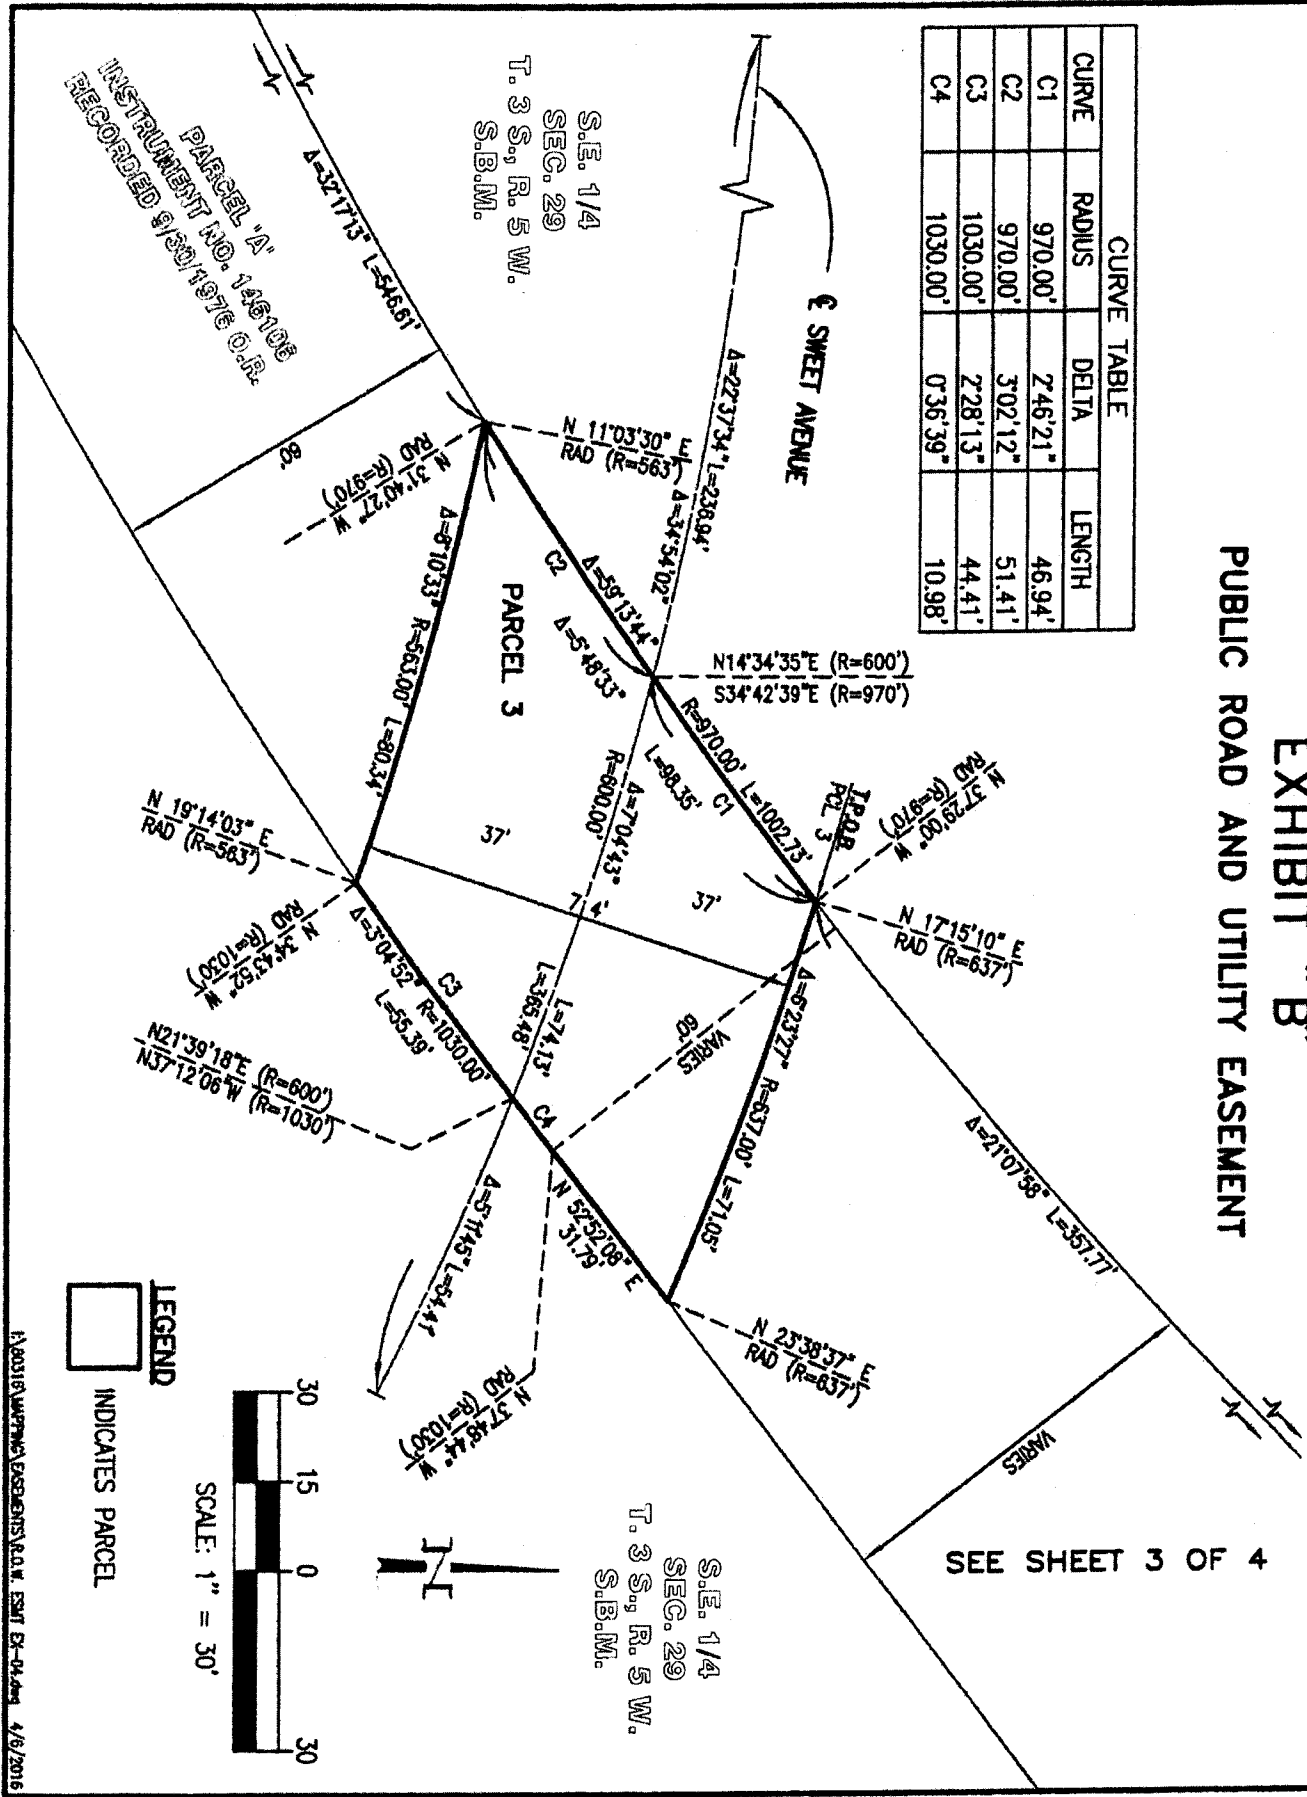 EXHIBIT "B"
PUBLIC ROAD AND UTILITY EASEMENT
CURVE TABLE
CURVE RADIUS DELTA LENGTH
C1 970.00' 2°46'21" 46.94'
C2 970.00' 3°02'12" 51.41'
C3 1030.00' 2°28'13" 44.41'
C4 1030.00' 0°36'39" 10.98'
SEE SHEET 3 OF 4
℄ SWEET AVENUE
S.E. 1/4
SEC. 29
T. 3 S., R. 5 W.
S.B.M.
PARCEL 'A'
INSTRUMENT NO. 146106
RECORDED 9/30/1976 O.R.
Δ=32°17'13" L=546.61'
60'
N 11°03'30" E
RAD (R=563')
N 31°40'27" W
RAD (R=970')
Δ=22°37'34" L=236.94'
Δ=34°54'02"
C2
Δ=59°13'44"
Δ=5°48'33"
R=970.00' L=1002.73'
L=98.35'
C1
N14°34'35"E (R=600')
S34°42'39"E (R=970')
T.P.O.B.
PCL 3
N 37°29'00" W
RAD (R=970')
N 17°15'10" E
RAD (R=637')
PARCEL 3
Δ=8°10'33" R=563.00' L=80.34'
Δ=7°04'43"
R=600.00'
L=74.13'
L=365.48'
37'
74'
37'
VARIES
60'
Δ=6°23'27" R=637.00' L=71.05'
Δ=21°07'58" L=357.77'
VARIES
N 19°14'03" E
RAD (R=563')
N 34°43'52" W
RAD (R=1030')
C3
Δ=3°04'52" R=1030.00'
L=55.39'
N21°39'18"E (R=600')
N37°12'06"W (R=1030')
C4
N 52°52'08" E
31.79'
Δ=5°11'45" L=54.41'
N 37°48'44" W
RAD (R=1030')
N 23°38'37" E
RAD (R=637')
S.E. 1/4
SEC. 29
T. 3 S., R. 5 W.
S.B.M.
LEGEND
INDICATES PARCEL
30 15 0 30
SCALE: 1" = 30'
I:\80316\MAPPING\EASEMENTS\R.O.W. ESMT EX-04.dwg 4/6/2016